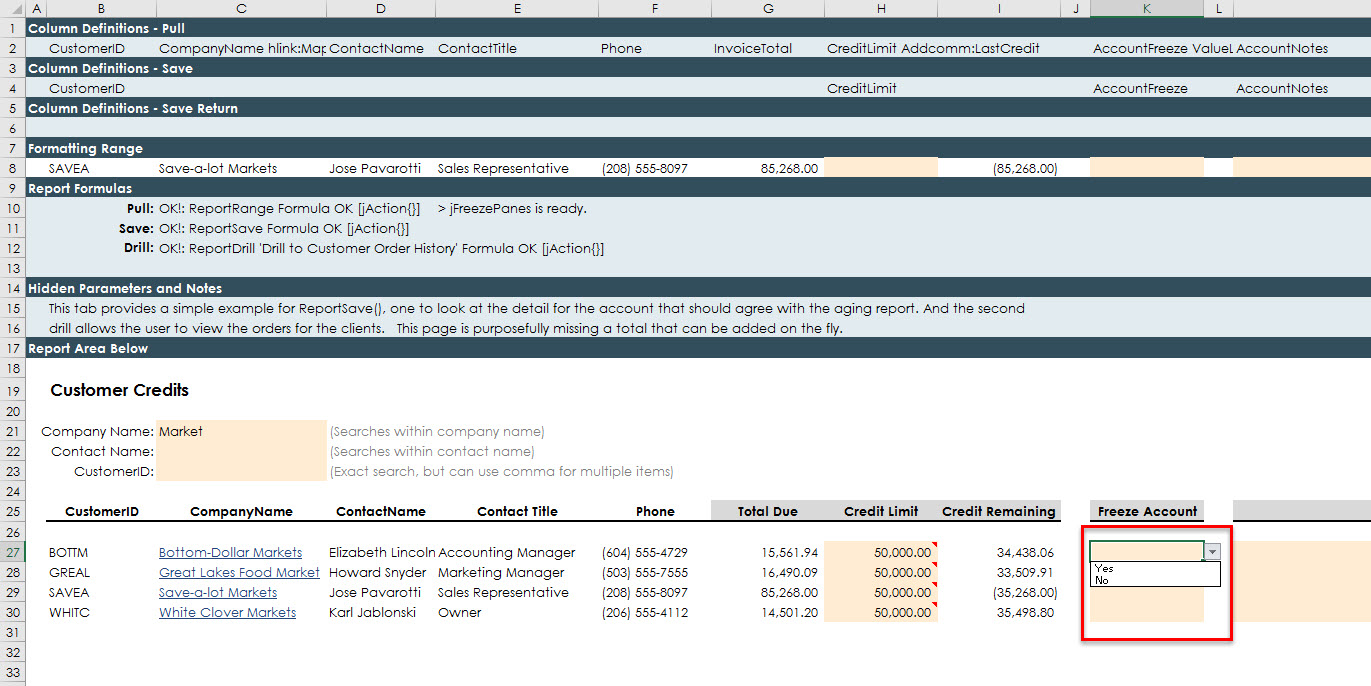 A B C D E F G H I J K L
1 Column Definitions - Pull
2 CustomerID CompanyName hlink:Map ContactName ContactTitle Phone InvoiceTotal CreditLimit Addcomm:LastCredit AccountFreeze ValueL AccountNotes
3 Column Definitions - Save
4 CustomerID CreditLimit AccountFreeze AccountNotes
5 Column Definitions - Save Return
6
7 Formatting Range
8 SAVEA Save-a-lot Markets Jose Pavarotti Sales Representative (208) 555-8097 85,268.00 (85,268.00)
9 Report Formulas
10 Pull: OK!: ReportRange Formula OK [jAction{}] > jFreezePanes is ready.
11 Save: OK!: ReportSave Formula OK [jAction{}]
12 Drill: OK!: ReportDrill 'Drill to Customer Order History' Formula OK [jAction{}]
13
14 Hidden Parameters and Notes
15 This tab provides a simple example for ReportSave(), one to look at the detail for the account that should agree with the aging report. And the second
16 drill allows the user to view the orders for the clients. This page is purposefully missing a total that can be added on the fly.
17 Report Area Below
18
19 Customer Credits
20
21 Company Name: Market (Searches within company name)
22 Contact Name: (Searches within contact name)
23 CustomerID: (Exact search, but can use comma for multiple items)
24
25 CustomerID CompanyName ContactName Contact Title Phone Total Due Credit Limit Credit Remaining Freeze Account
26
27 BOTTM Bottom-Dollar Markets Elizabeth Lincoln Accounting Manager (604) 555-4729 15,561.94 50,000.00 34,438.06
28 GREAL Great Lakes Food Market Howard Snyder Marketing Manager (503) 555-7555 16,490.09 50,000.00 33,509.91 Yes
No
29 SAVEA Save-a-lot Markets Jose Pavarotti Sales Representative (208) 555-8097 85,268.00 50,000.00 (35,268.00)
30 WHITC White Clover Markets Karl Jablonski Owner (206) 555-4112 14,501.20 50,000.00 35,498.80
31
32
33